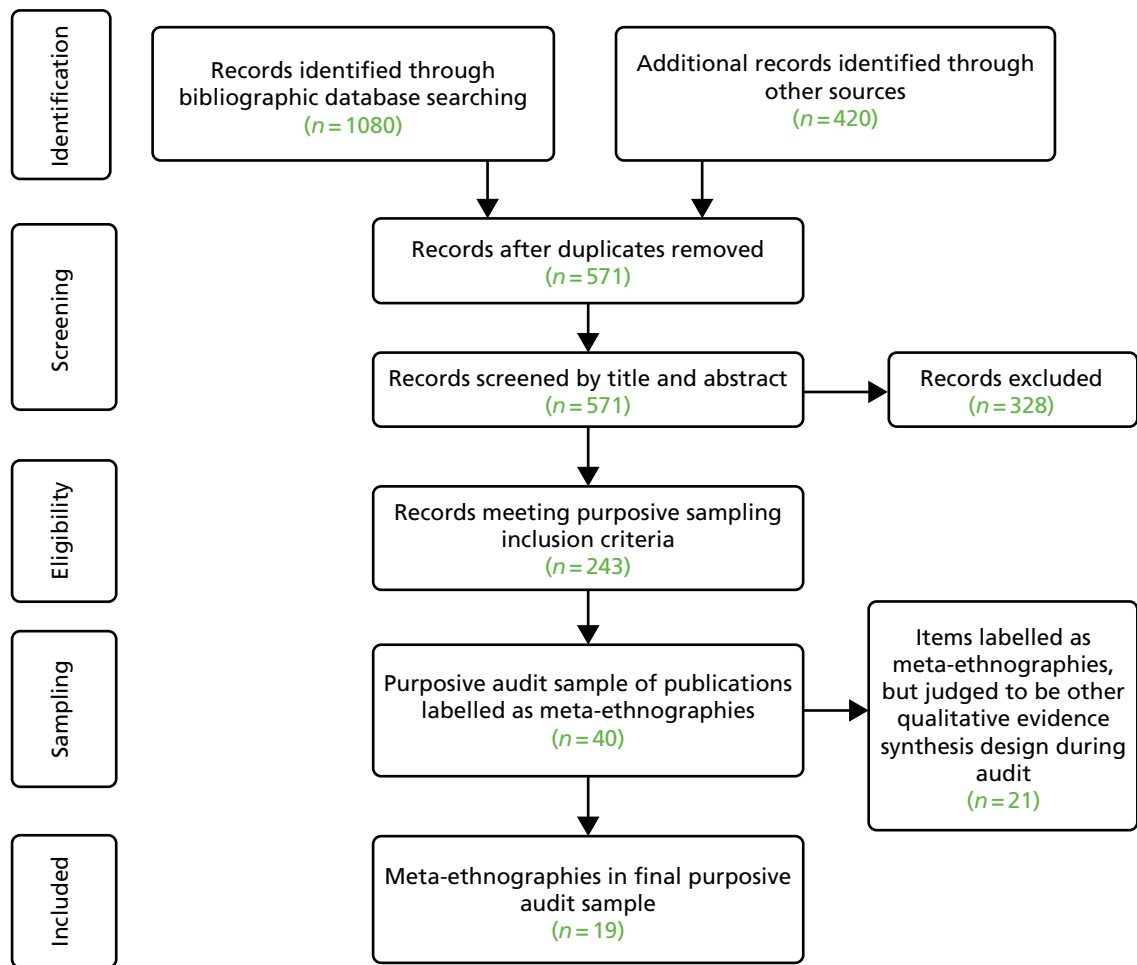 Identification
Records identified through
bibliographic database searching
(n=1080)
Additional records identified through
other sources
(n=420)
Screening
Records after duplicates removed
(n=571)
Records screened by title and abstract
(n=571)
Records excluded
(n=328)
Eligibility
Records meeting purposive sampling
inclusion criteria
(n=243)
Sampling
Purposive audit sample of publications
labelled as meta-ethnographies
(n=40)
Items labelled as
meta-ethnographies,
but judged to be other
qualitative evidence
synthesis design during
audit
(n=21)
Included
Meta-ethnographies in final purposive
audit sample
(n=19)